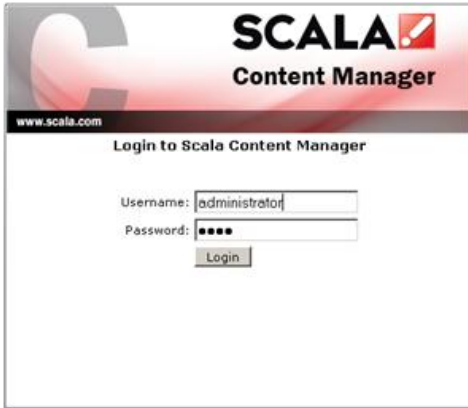 SCALA
Content Manager
www.scala.com
Login to Scala Content Manager
Username: administrator
Password: ●●●●
Login